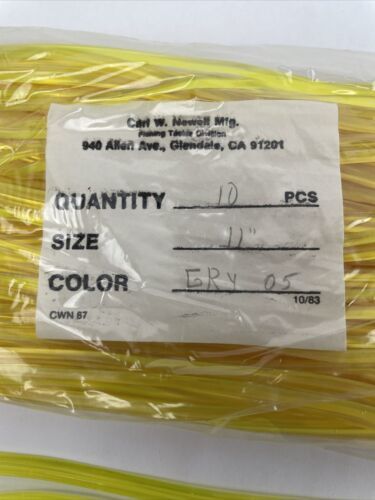 Carl W. Newell Mfg.
Fishing Tackle Division
940 Allen Ave., Glendale, CA 91201
QUANTITY 10 PCS
SIZE 11"
COLOR GRY 05
10/83
CWN 87